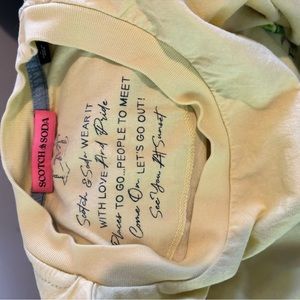 SCOTCH & SODA
Scotch & Soda WEAR IT
WITH LOVE And Pride
Places TO GO...PEOPLE TO MEET
Come On LET'S GO OUT!
See You At Sunset